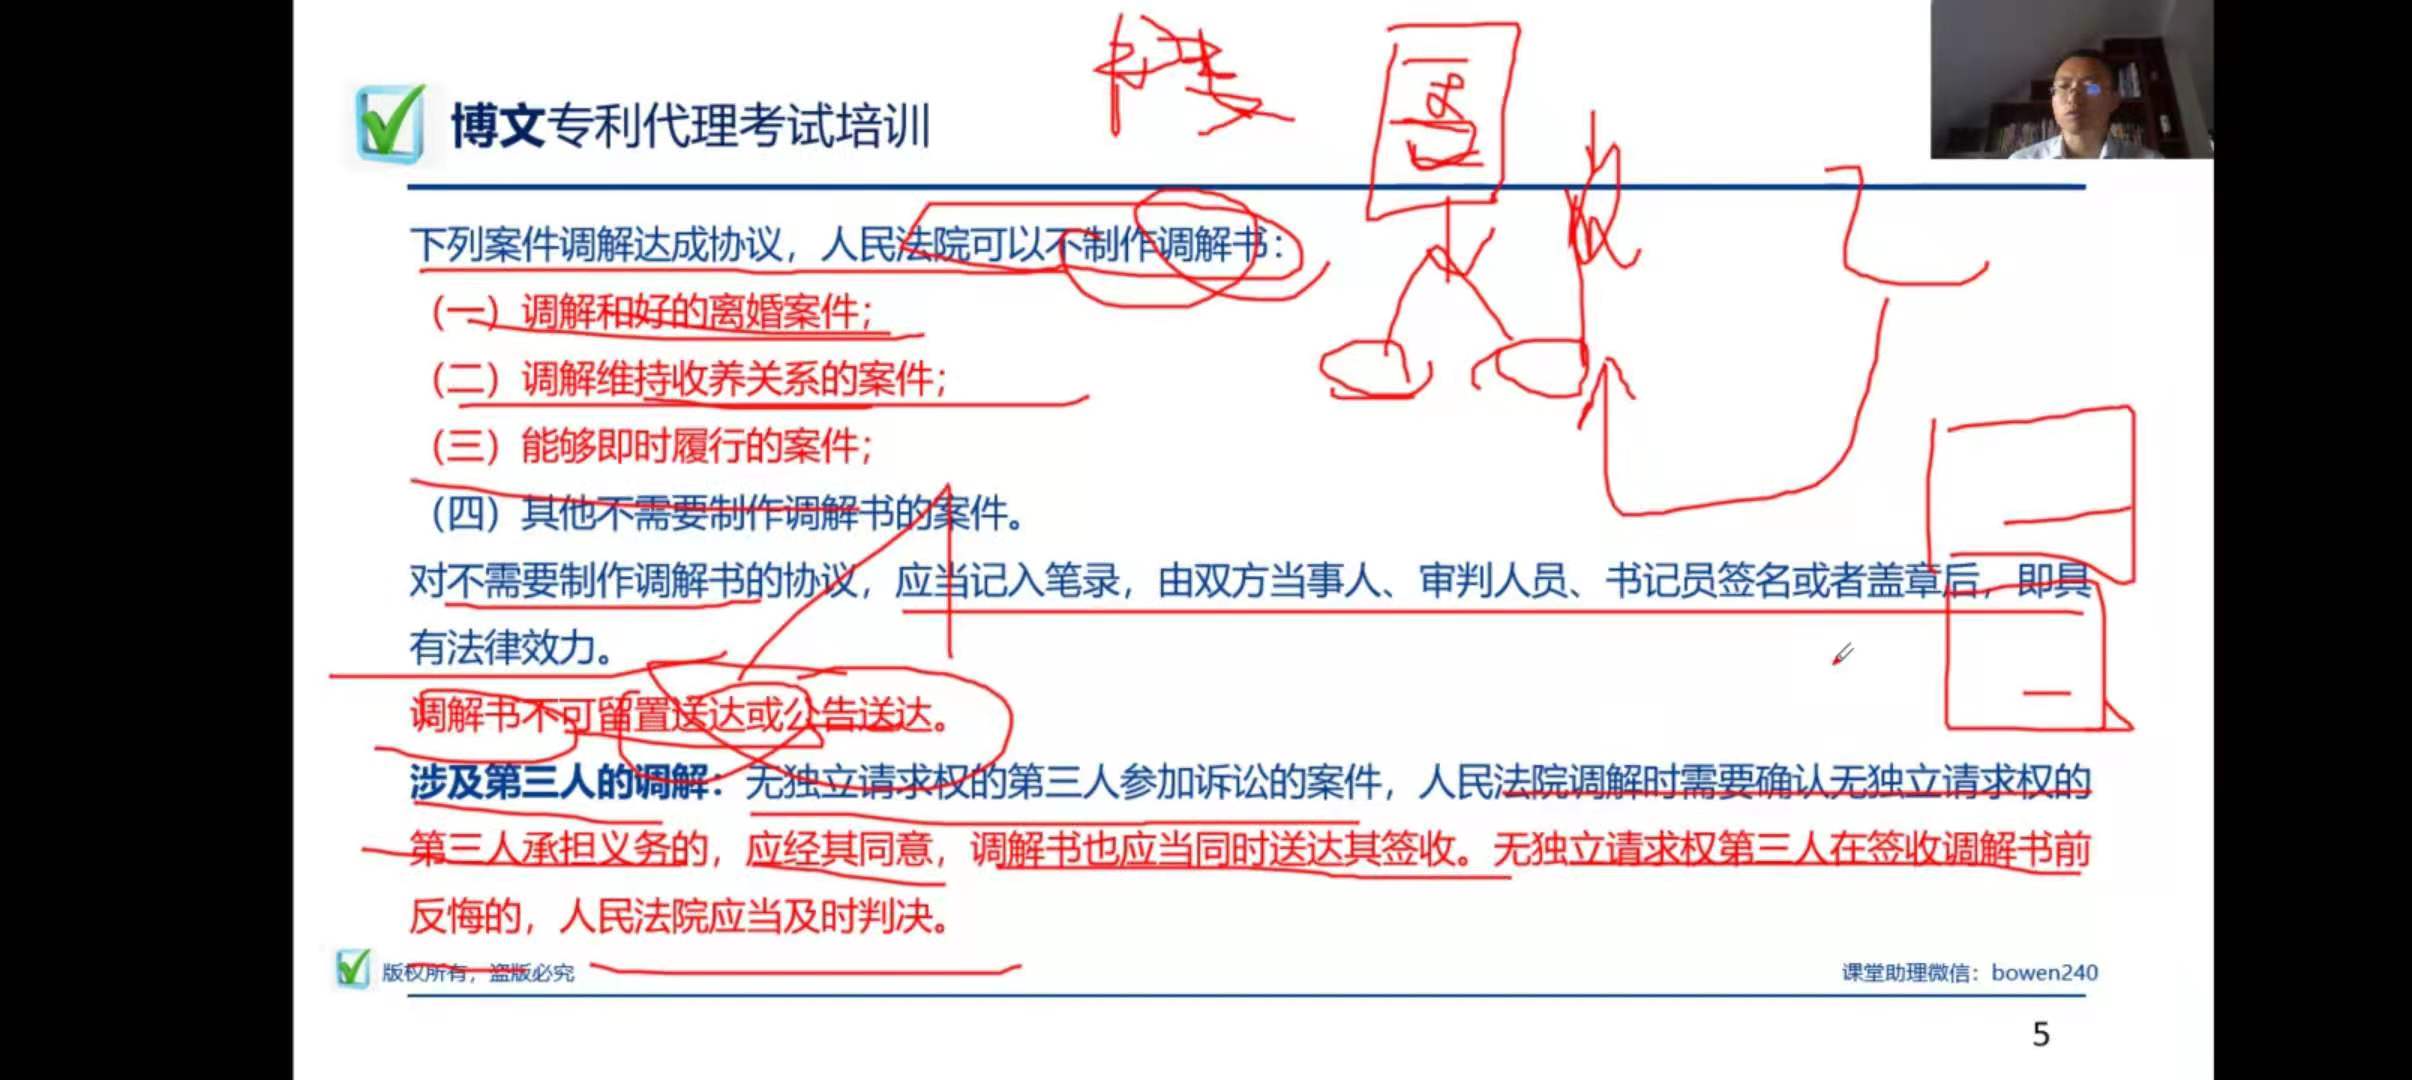 博文专利代理考试培训
下列案件调解达成协议，人民法院可以不制作调解书：
（一）调解和好的离婚案件；
（二）调解维持收养关系的案件；
（三）能够即时履行的案件；
（四）其他不需要制作调解书的案件。
对不需要制作调解书的协议，应当记入笔录，由双方当事人、审判人员、书记员签名或者盖章后，即具
有法律效力。
调解书不可留置送达或公告送达。
涉及第三人的调解：无独立请求权的第三人参加诉讼的案件，人民法院调解时需要确认无独立请求权的
第三人承担义务的，应经其同意，调解书也应当同时送达其签收。无独立请求权第三人在签收调解书前
反悔的，人民法院应当及时判决。
版权所有，盗版必究
课堂助理微信：bowen240
5